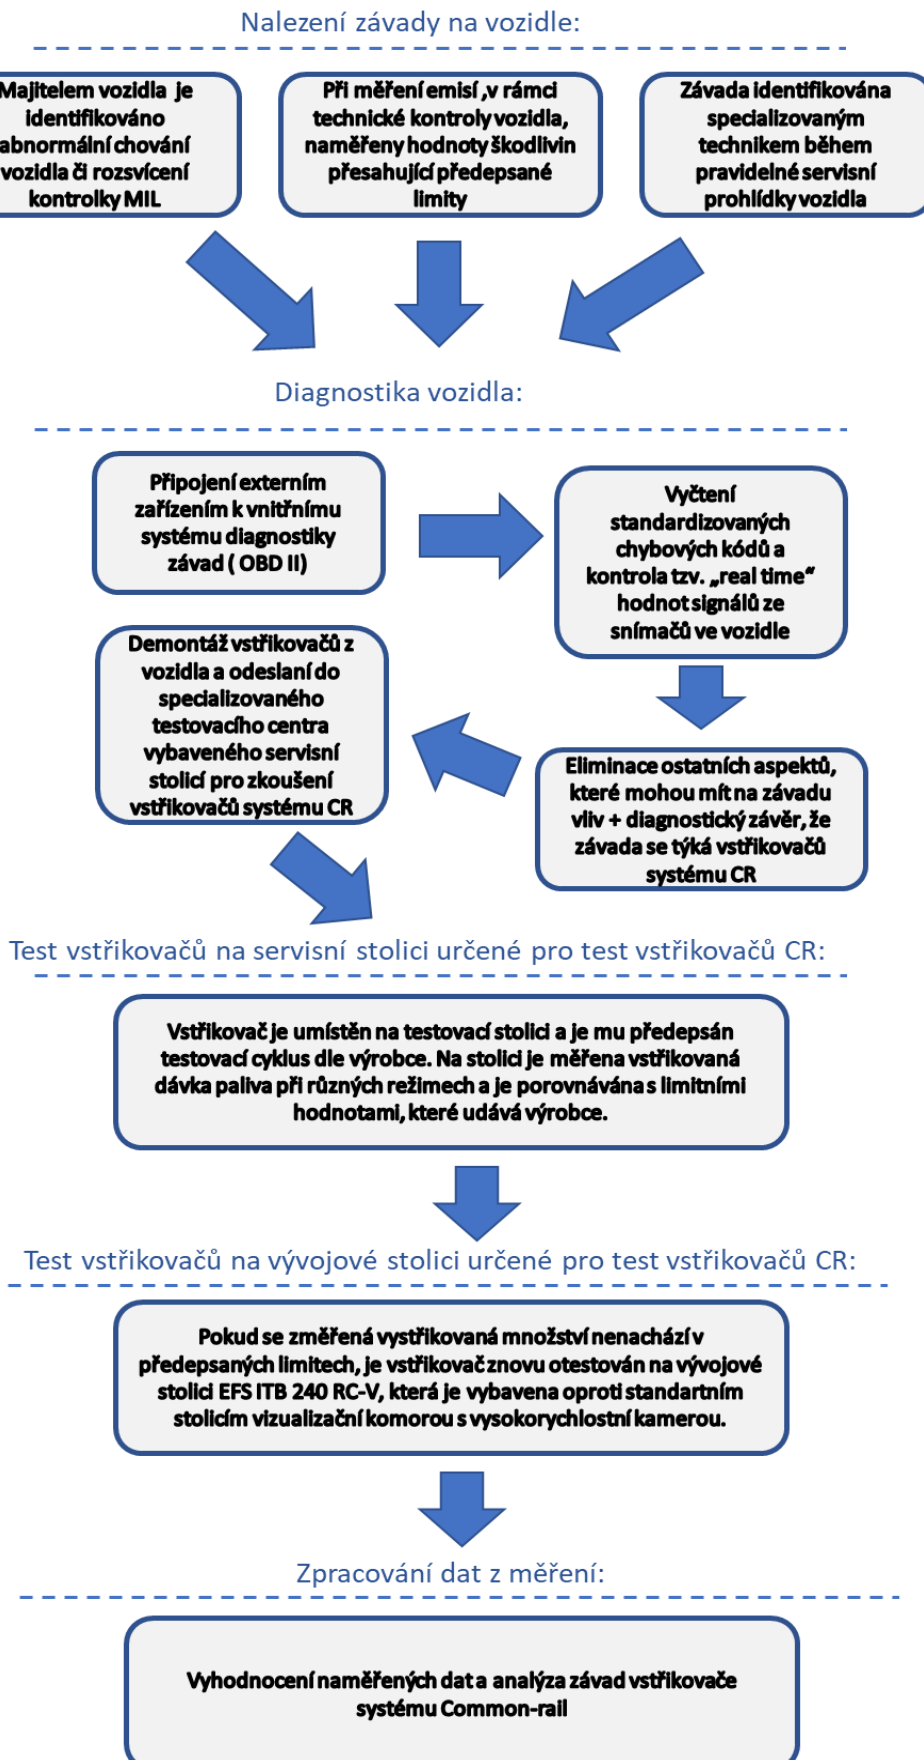 Nalezení závady na vozidle:
Majitelem vozidla je
identifikováno
abnormální chování
vozidla či rozsvícení
kontrolky MIL
Při měření emisí ,v rámci
technické kontroly vozidla,
naměřeny hodnoty škodlivin
přesahující předepsané
limity
Závada identifikována
specializovaným
technikem během
pravidelné servisní
prohlídky vozidla
Diagnostika vozidla:
Připojení externím
zařízením k vnitřnímu
systému diagnostiky
závad ( OBD II)
Vyčtení
standardizovaných
chybových kódů a
kontrola tzv. „real time“
hodnot signálů ze
snímačů ve vozidle
Eliminace ostatních aspektů,
které mohou mít na závadu
vliv + diagnostický závěr, že
závada se týká vstřikovačů
systému CR
Demontáž vstřikovačů z
vozidla a odeslaní do
specializovaného
testovacího centra
vybaveného servisní
stolicí pro zkoušení
vstřikovačů systému CR
Test vstřikovačů na servisní stolici určené pro test vstřikovačů CR:
Vstřikovač je umístěn na testovací stolici a je mu předepsán
testovací cyklus dle výrobce. Na stolici je měřena vstřikovaná
dávka paliva při různých režimech a je porovnávána s limitními
hodnotami, které udává výrobce.
Test vstřikovačů na vývojové stolici určené pro test vstřikovačů CR:
Pokud se změřená vystřikovaná množství nenachází v
předepsaných limitech, je vstřikovač znovu otestován na vývojové
stolici EFS ITB 240 RC-V, která je vybavena oproti standartním
stolicím vizualizační komorou s vysokorychlostní kamerou.
Zpracování dat z měření:
Vyhodnocení naměřených dat a analýza závad vstřikovače
systému Common-rail